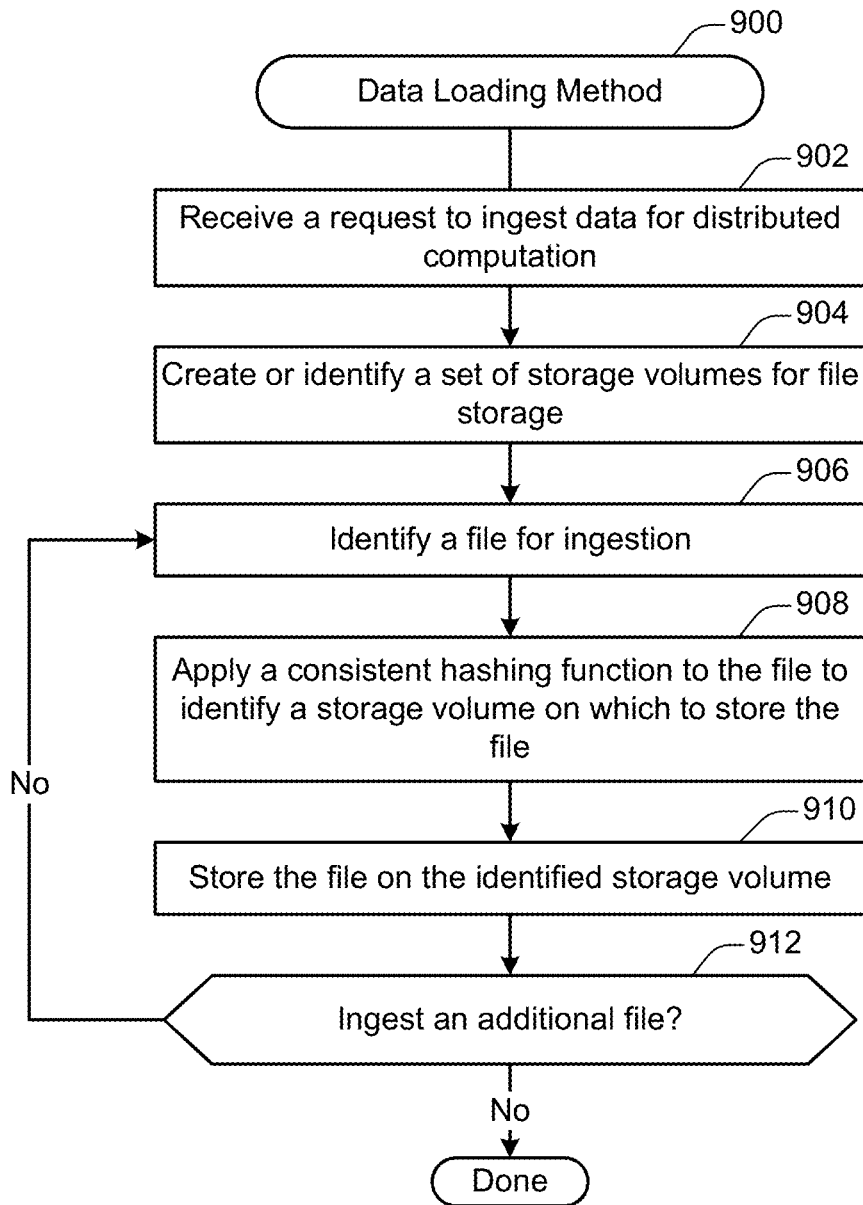 900
Data Loading Method
902
Receive a request to ingest data for distributed
computation
904
Create or identify a set of storage volumes for file
storage
906
Identify a file for ingestion
908
Apply a consistent hashing function to the file to
identify a storage volume on which to store the
file
No
910
Store the file on the identified storage volume
912
Ingest an additional file?
No
Done